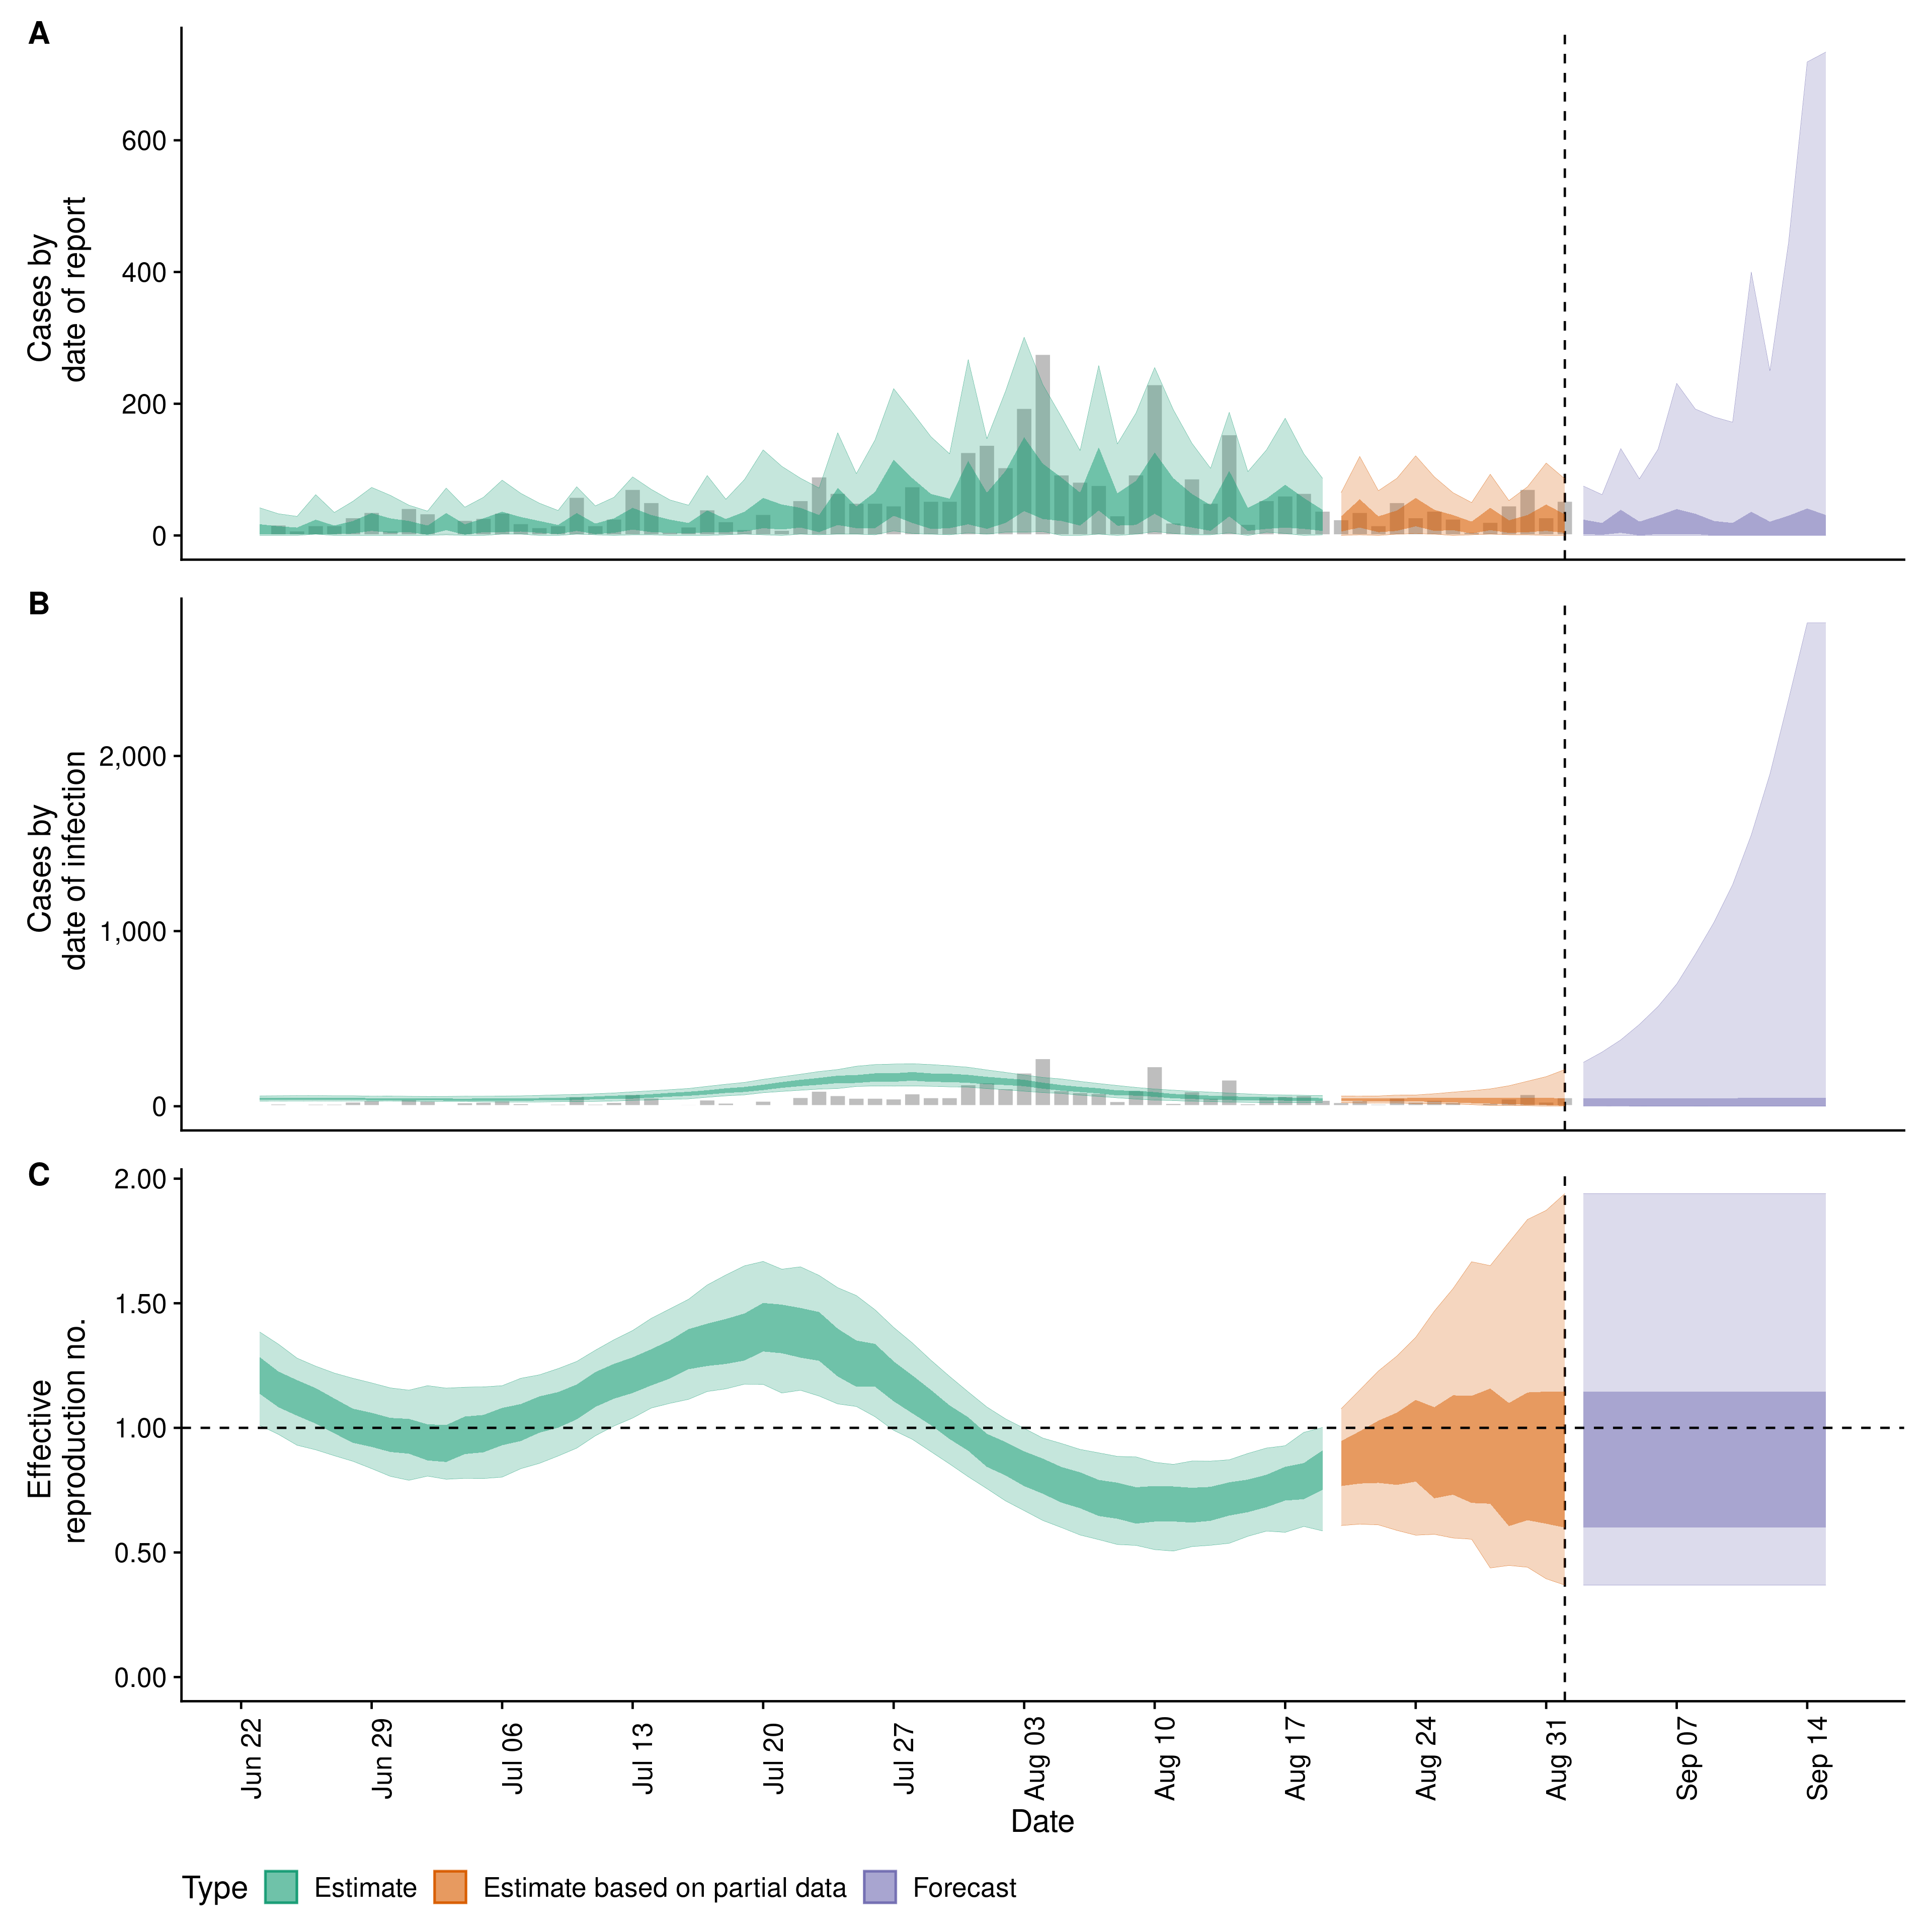 A
Cases by
date of report
600
400
200
0
B
Cases by
date of infection
2,000
1,000
0
C
Effective
reproduction no.
2.00
1.50
1.00
0.50
0.00
Jun 22
Jun 29
Jul 06
Jul 13
Jul 20
Jul 27
Aug 03
Aug 10
Aug 17
Aug 24
Aug 31
Sep 07
Sep 14
Date
Type Estimate Estimate based on partial data Forecast